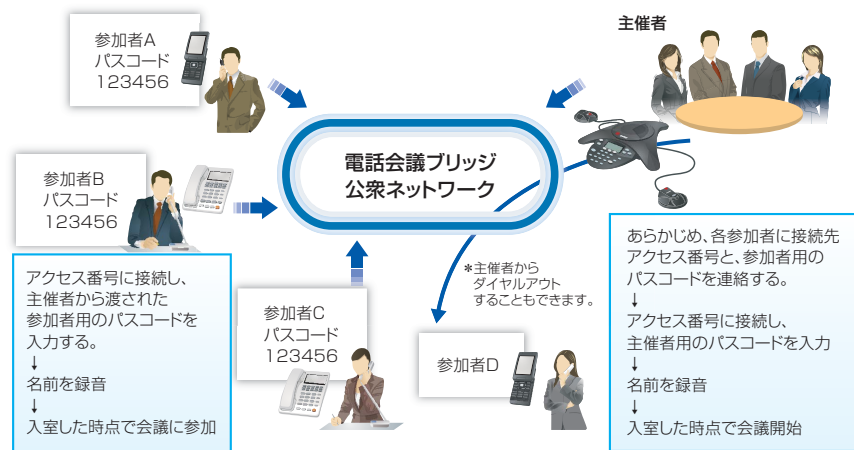 参加者A
パスコード
123456
主催者
電話会議ブリッジ
公衆ネットワーク
参加者B
パスコード
123456
アクセス番号に接続し、
主催者から渡された
参加者用のパスコードを
入力する。
↓
名前を録音
↓
入室した時点で会議に参加
参加者C
パスコード
123456
*主催者から
ダイヤルアウト
することもできます。
参加者D
あらかじめ、各参加者に接続先
アクセス番号と、参加者用の
パスコードを連絡する。
↓
アクセス番号に接続し、
主催者用のパスコードを入力
↓
名前を録音
↓
入室した時点で会議開始